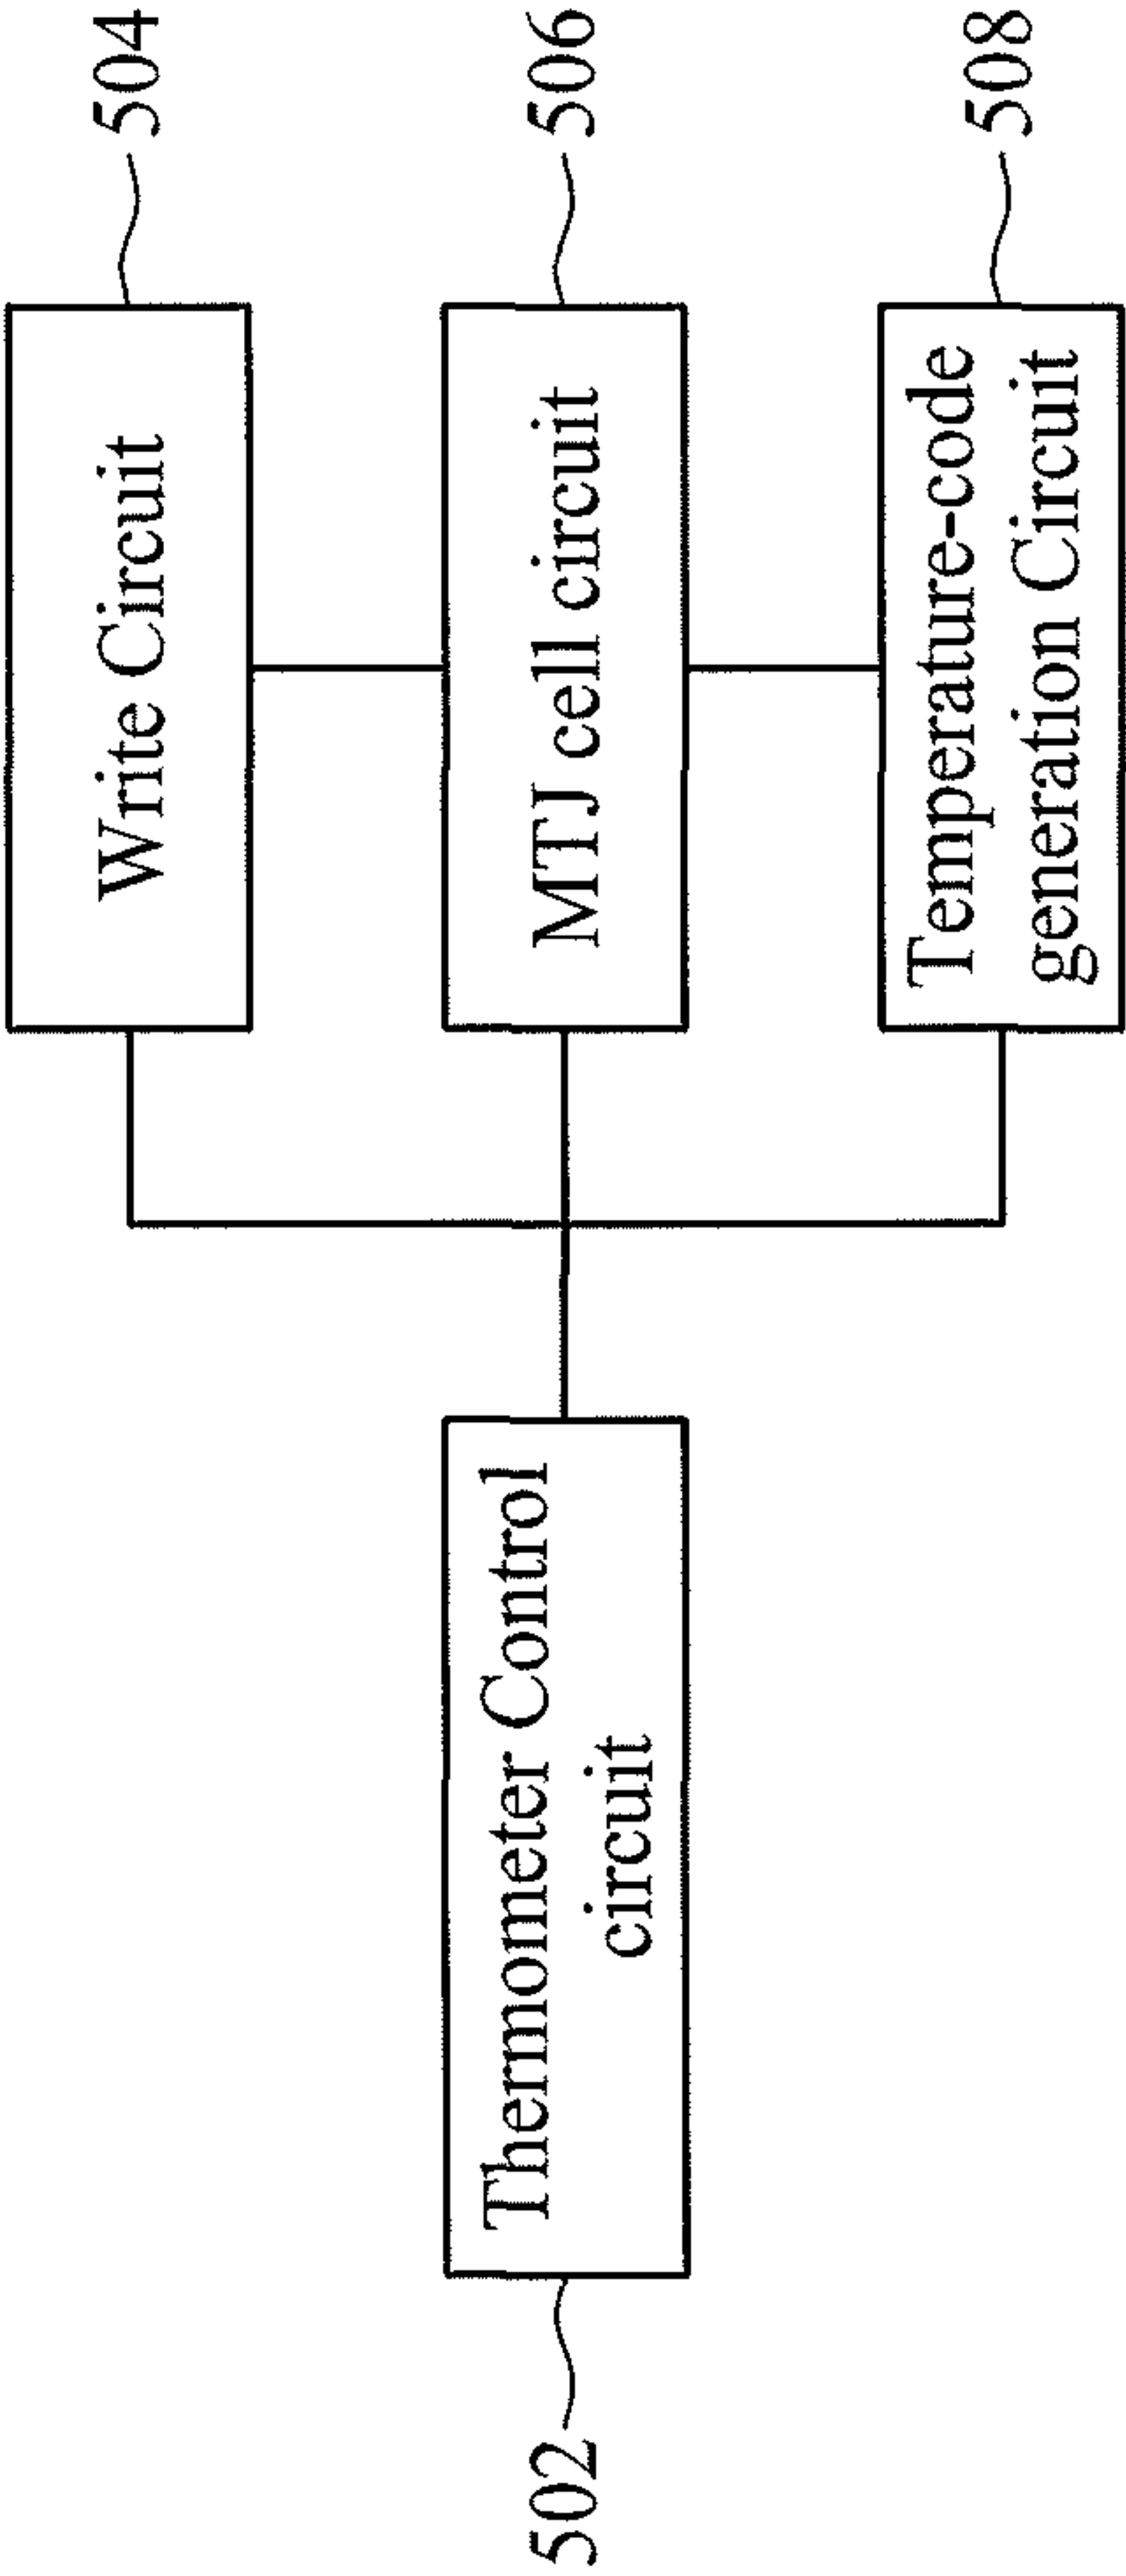 504
Write Circuit
502
Thermometer Control
circuit
MTJ cell circuit
506
Temperature-code
generation Circuit
508